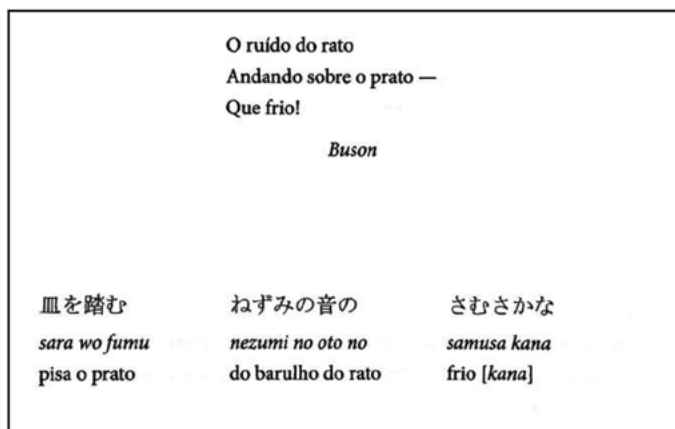 O ruído do rato
Andando sobre o prato —
Que frio!
Buson
皿を踏む ねずみの音の さむさかな
sara wo fumu nezumi no oto no samusa kana
pisa o prato do barulho do rato frio [kana]